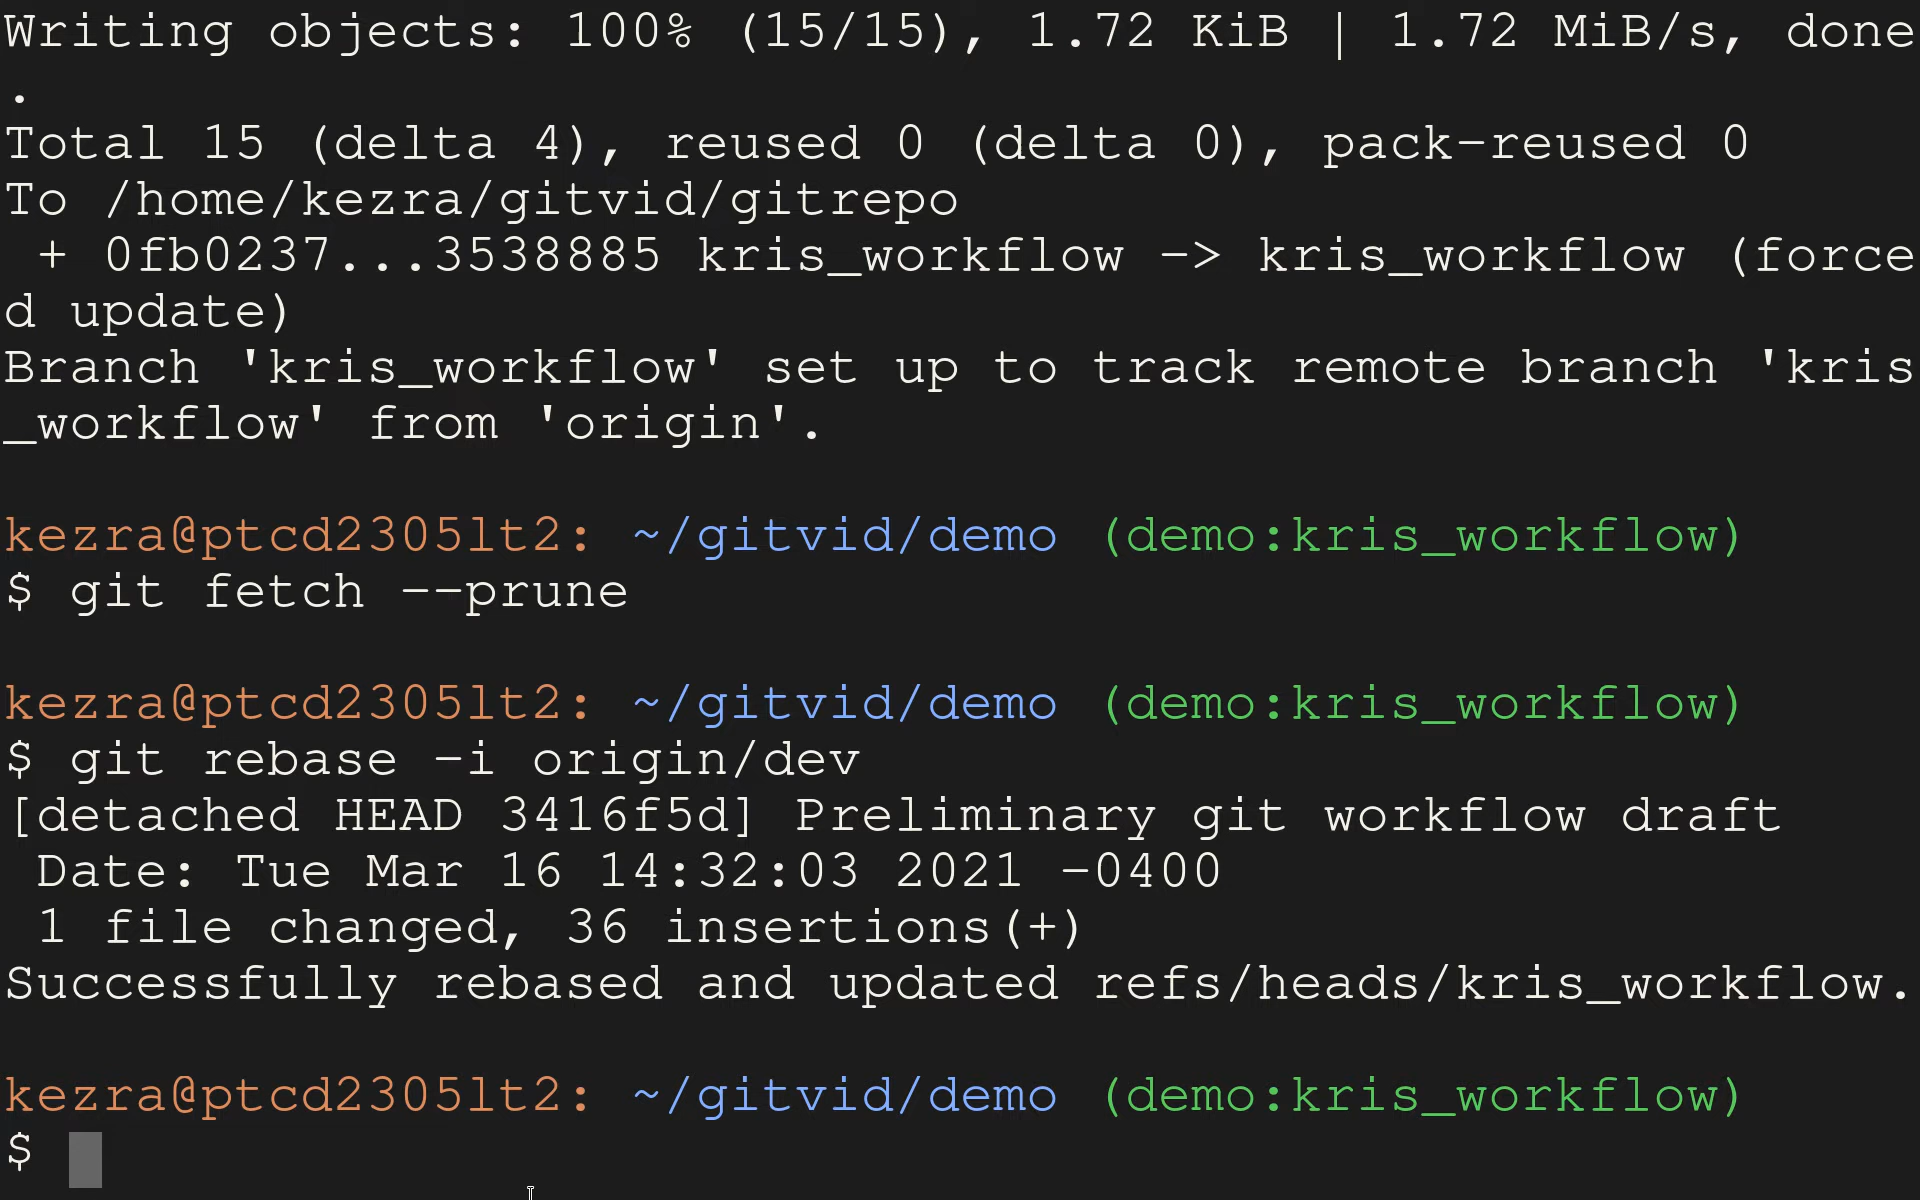 Writing objects: 100% (15/15), 1.72 KiB | 1.72 MiB/s, done
.
Total 15 (delta 4), reused 0 (delta 0), pack-reused 0
To /home/kezra/gitvid/gitrepo
 + 0fb0237...3538885 kris_workflow -> kris_workflow (force
d update)
Branch 'kris_workflow' set up to track remote branch 'kris
_workflow' from 'origin'.
kezra@ptcd2305lt2: ~/gitvid/demo (demo:kris_workflow)
$ git fetch --prune
kezra@ptcd2305lt2: ~/gitvid/demo (demo:kris_workflow)
$ git rebase -i origin/dev
[detached HEAD 3416f5d] Preliminary git workflow draft
 Date: Tue Mar 16 14:32:03 2021 -0400
 1 file changed, 36 insertions(+)
Successfully rebased and updated refs/heads/kris_workflow.
kezra@ptcd2305lt2: ~/gitvid/demo (demo:kris_workflow)
$